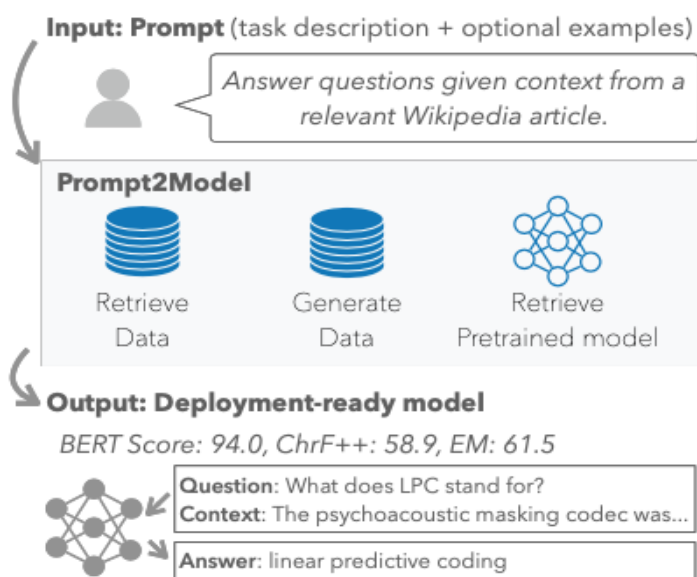 Input: Prompt (task description + optional examples)
Answer questions given context from a
relevant Wikipedia article.
Prompt2Model
Retrieve
Data
Generate
Data
Retrieve
Pretrained model
Output: Deployment-ready model
BERT Score: 94.0, ChrF++: 58.9, EM: 61.5
Question: What does LPC stand for?
Context: The psychoacoustic masking codec was...
Answer: linear predictive coding